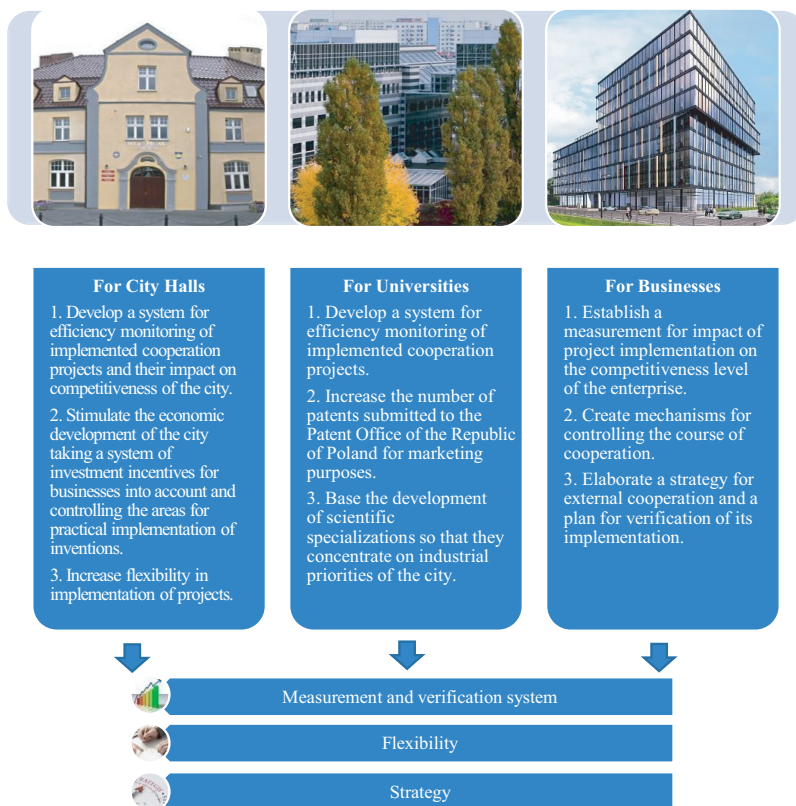 For City Halls
1. Develop a system for
efficiency monitoring of
implemented cooperation
projects and their impact on
competitiveness of the city.
2. Stimulate the economic
development of the city
taking a system of
investment incentives for
businesses into account and
controlling the areas for
practical implementation of
inventions.
3. Increase flexibility in
implementation of projects.
For Universities
1. Develop a system for
efficiency monitoring of
implemented cooperation
projects.
2. Increase the number of
patents submitted to the
Patent Office of the Republic
of Poland for marketing
purposes.
3. Base the development
of scientific
specializations so that they
concentrate on industrial
priorities of the city.
For Businesses
1. Establish a
measurement for impact of
project implementation on
the competitiveness level
of the enterprise.
2. Create mechanisms for
controlling the course of
cooperation.
3. Elaborate a strategy for
external cooperation and a
plan for verification of its
implementation.
Measurement and verification system
Flexibility
Strategy